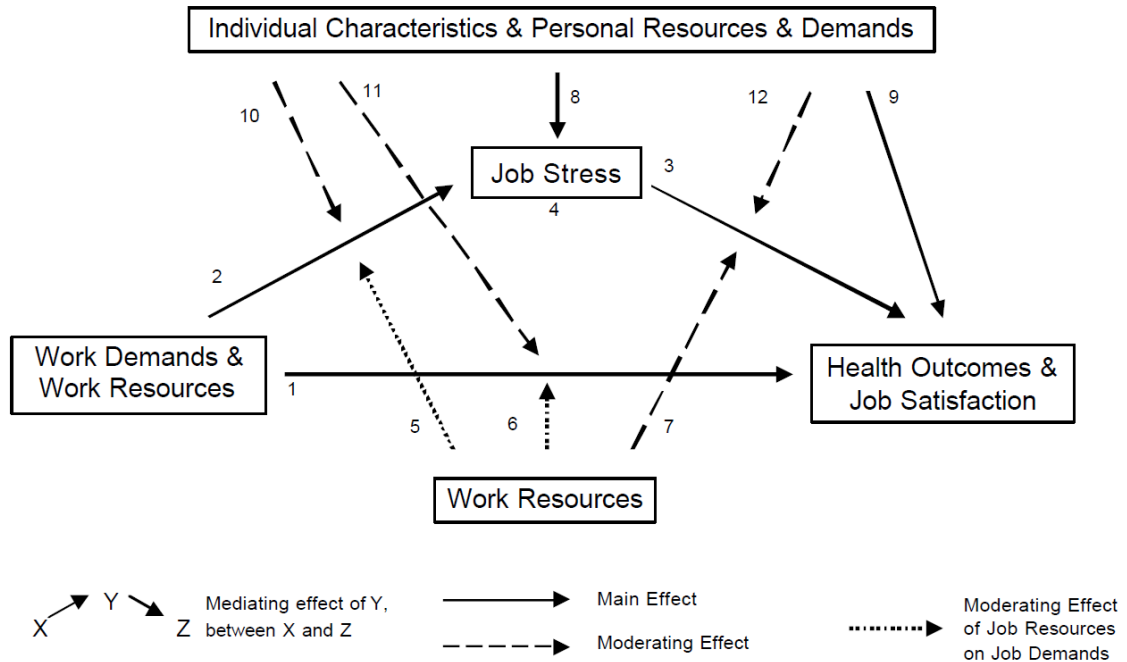 Individual Characteristics & Personal Resources & Demands
10
11
8
12
9
Job Stress
3
4
2
Work Demands &
Work Resources
1
Health Outcomes &
Job Satisfaction
5
6
7
Work Resources
X
Y
Z
Mediating effect of Y,
between X and Z
Main Effect
Moderating Effect
Moderating Effect
of Job Resources
on Job Demands